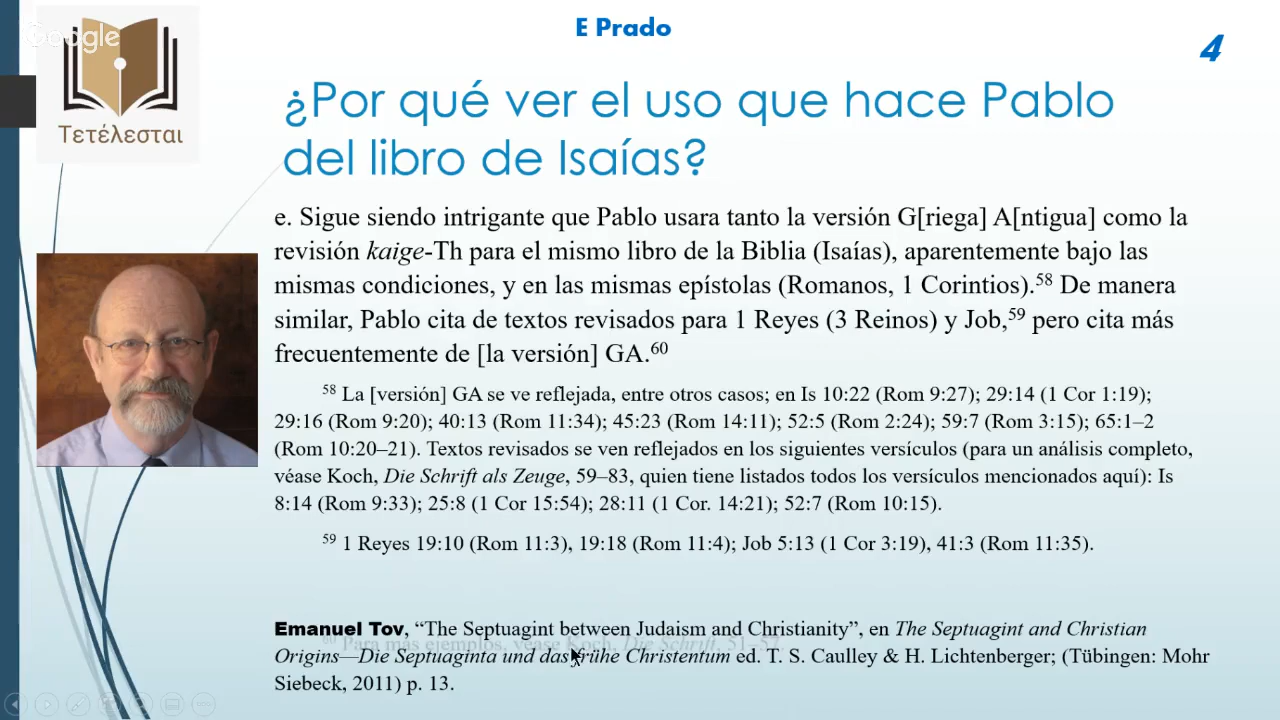 Google
Τετέλεσται
E Prado
4
¿Por qué ver el uso que hace Pablo
del libro de Isaías?
e. Sigue siendo intrigante que Pablo usara tanto la versión G[riega] A[ntigua] como la
revisión kaige-Th para el mismo libro de la Biblia (Isaías), aparentemente bajo las
mismas condiciones, y en las mismas epístolas (Romanos, 1 Corintios).⁵⁸ De manera
similar, Pablo cita de textos revisados para 1 Reyes (3 Reinos) y Job,⁵⁹ pero cita más
frecuentemente de [la versión] GA.⁶⁰
⁵⁸ La [versión] GA se ve reflejada, entre otros casos; en Is 10:22 (Rom 9:27); 29:14 (1 Cor 1:19);
29:16 (Rom 9:20); 40:13 (Rom 11:34); 45:23 (Rom 14:11); 52:5 (Rom 2:24); 59:7 (Rom 3:15); 65:1–2
(Rom 10:20–21). Textos revisados se ven reflejados en los siguientes versículos (para un análisis completo,
véase Koch, Die Schrift als Zeuge, 59–83, quien tiene listados todos los versículos mencionados aquí): Is
8:14 (Rom 9:33); 25:8 (1 Cor 15:54); 28:11 (1 Cor. 14:21); 52:7 (Rom 10:15).
⁵⁹ 1 Reyes 19:10 (Rom 11:3), 19:18 (Rom 11:4); Job 5:13 (1 Cor 3:19), 41:3 (Rom 11:35).
Emanuel Tov, “The Septuagint between Judaism and Christianity”, en The Septuagint and Christian
⁶⁰ Para más ejemplos, véase Koch, Die Schrift, 51–57
Origins—Die Septuaginta und das frühe Christentum ed. T. S. Caulley & H. Lichtenberger; (Tübingen: Mohr
Siebeck, 2011) p. 13.